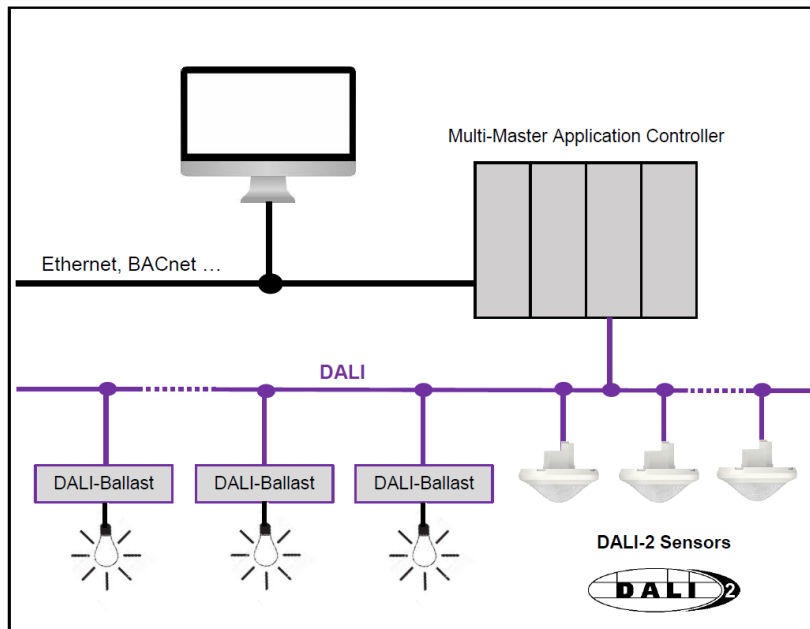 Multi-Master Application Controller
Ethernet, BACnet …
DALI
DALI-Ballast
DALI-Ballast
DALI-Ballast
DALI-2 Sensors
DALI 2